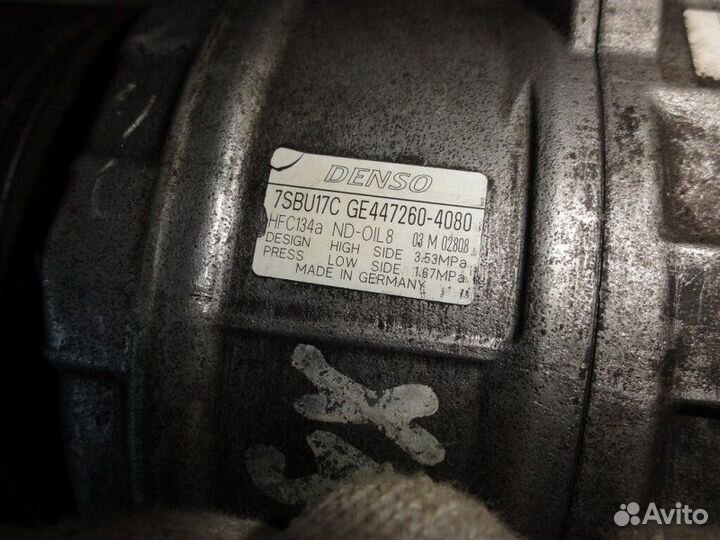 DENSO
7SBU17C GE447260-4080
HFC134a ND-OIL8 03 M 02808
DESIGN HIGH SIDE 3.53MPa
PRESS LOW SIDE 1.67MPa
MADE IN GERMANY
Avito